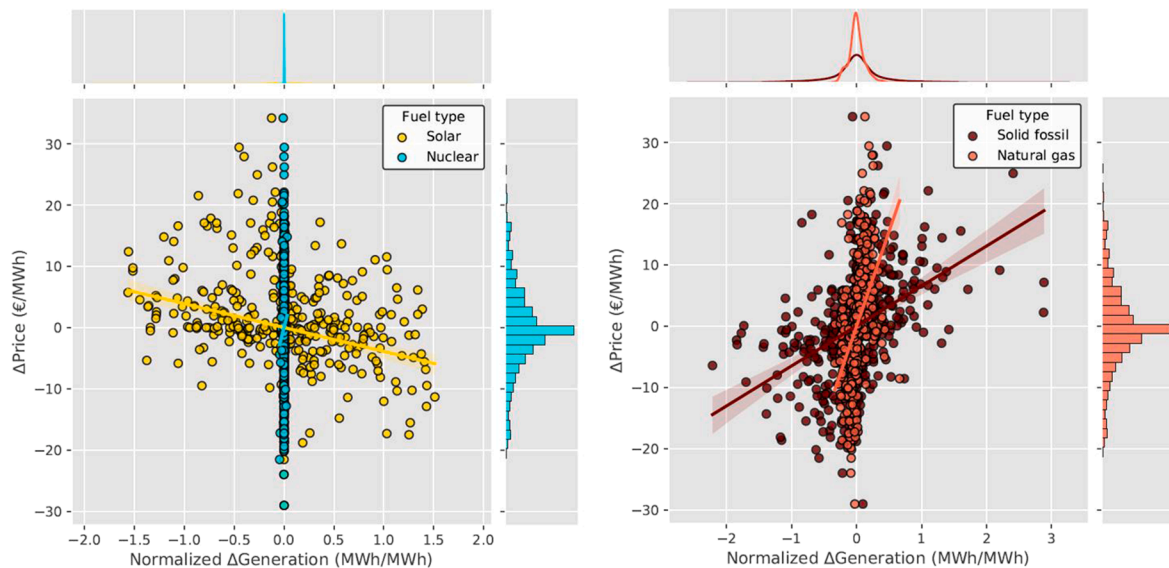 Fuel type
Solar
Nuclear
30
20
10
0
−10
−20
−30
ΔPrice (€/MWh)
−2.0 −1.5 −1.0 −0.5 0.0 0.5 1.0 1.5 2.0
Normalized ΔGeneration (MWh/MWh)
Fuel type
Solid fossil
Natural gas
30
20
10
0
−10
−20
−30
ΔPrice (€/MWh)
−2 −1 0 1 2 3
Normalized ΔGeneration (MWh/MWh)